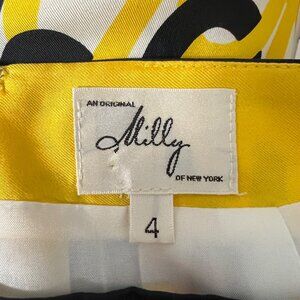 AN ORIGINAL
Milly
OF NEW YORK
4